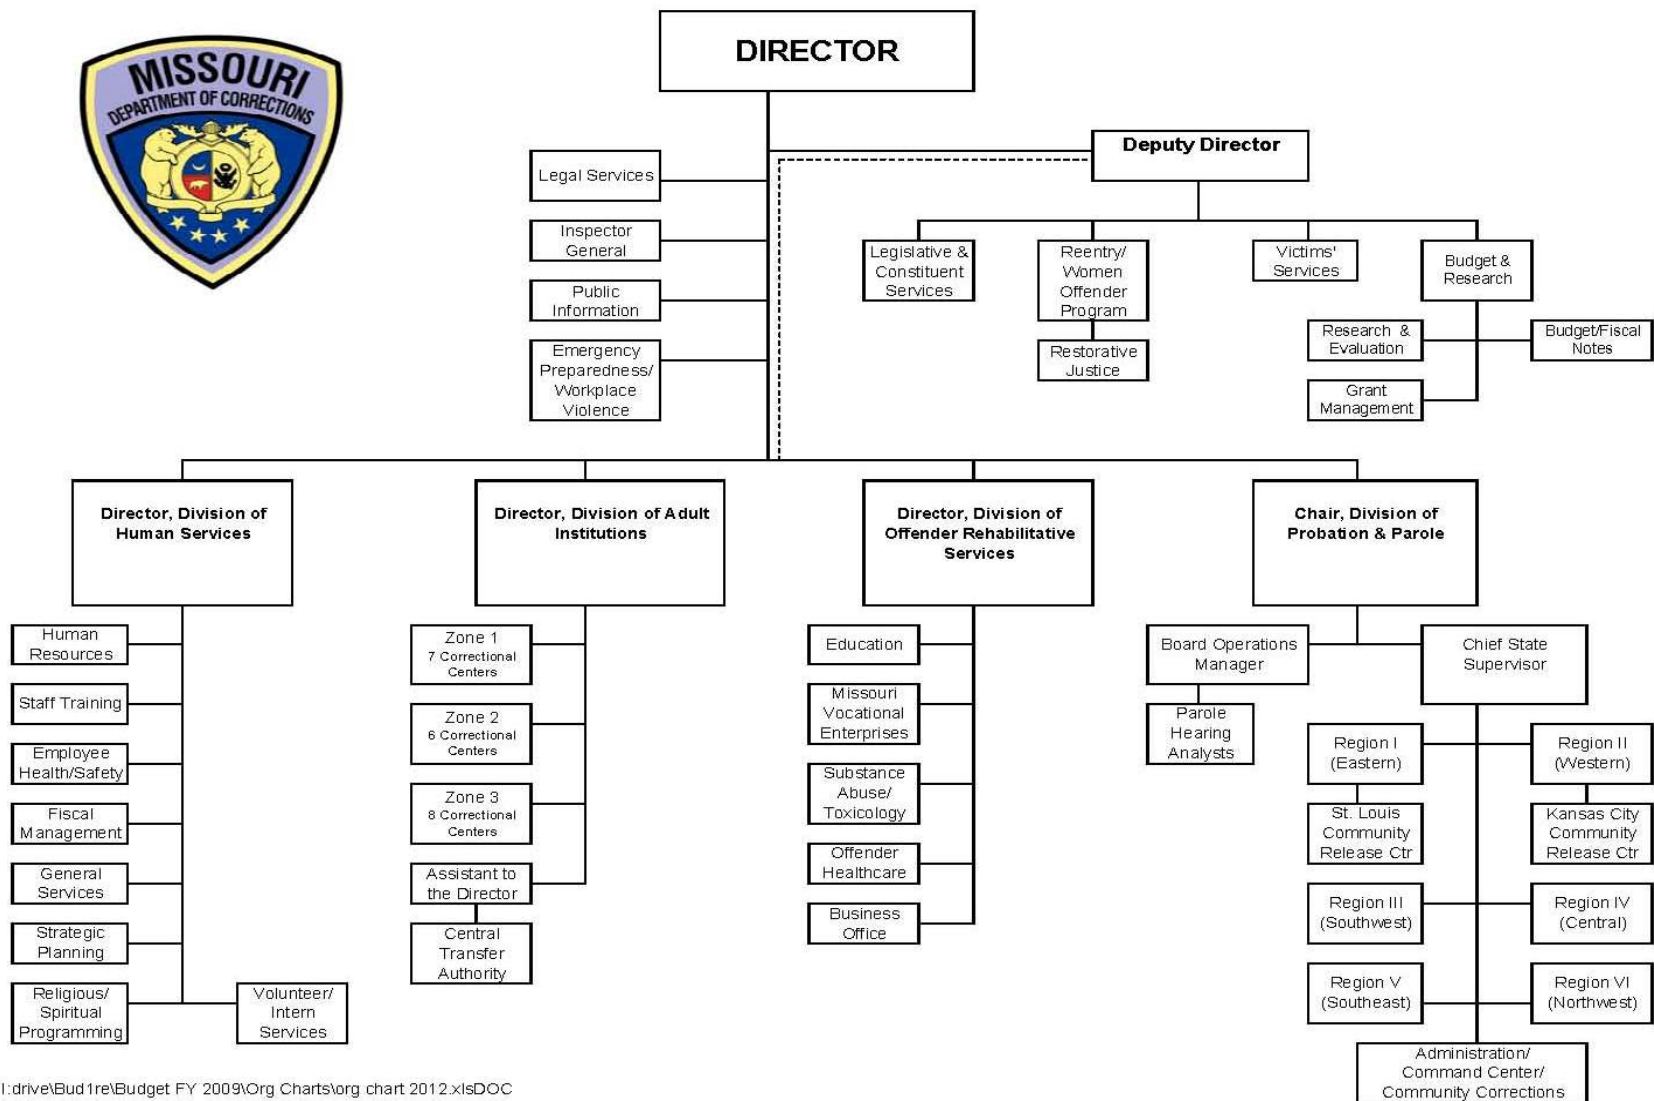 DIRECTOR
MISSOURI
DEPARTMENT OF CORRECTIONS
Deputy Director
Legal Services
Inspector
General
Public
Information
Emergency
Preparedness/
Workplace
Violence
Legislative &
Constituent
Services
Reentry/
Women
Offender
Program
Restorative
Justice
Victims'
Services
Budget &
Research
Research &
Evaluation
Budget/Fiscal
Notes
Grant
Management
Director, Division of
Human Services
Director, Division of Adult
Institutions
Director, Division of
Offender Rehabilitative
Services
Chair, Division of
Probation & Parole
Human
Resources
Staff Training
Employee
Health/Safety
Fiscal
Management
General
Services
Strategic
Planning
Religious/
Spiritual
Programming
Volunteer/
Intern
Services
Zone 1
7 Correctional
Centers
Zone 2
6 Correctional
Centers
Zone 3
8 Correctional
Centers
Assistant to
the Director
Central
Transfer
Authority
Education
Missouri
Vocational
Enterprises
Substance
Abuse/
Toxicology
Offender
Healthcare
Business
Office
Board Operations
Manager
Parole
Hearing
Analysts
Chief State
Supervisor
Region I
(Eastern)
Region II
(Western)
St. Louis
Community
Release Ctr
Kansas City
Community
Release Ctr
Region III
(Southwest)
Region IV
(Central)
Region V
(Southeast)
Region VI
(Northwest)
Administration/
Command Center/
Community Corrections
I:drive\Bud1re\Budget FY 2009\Org Charts\org chart 2012.xlsDOC